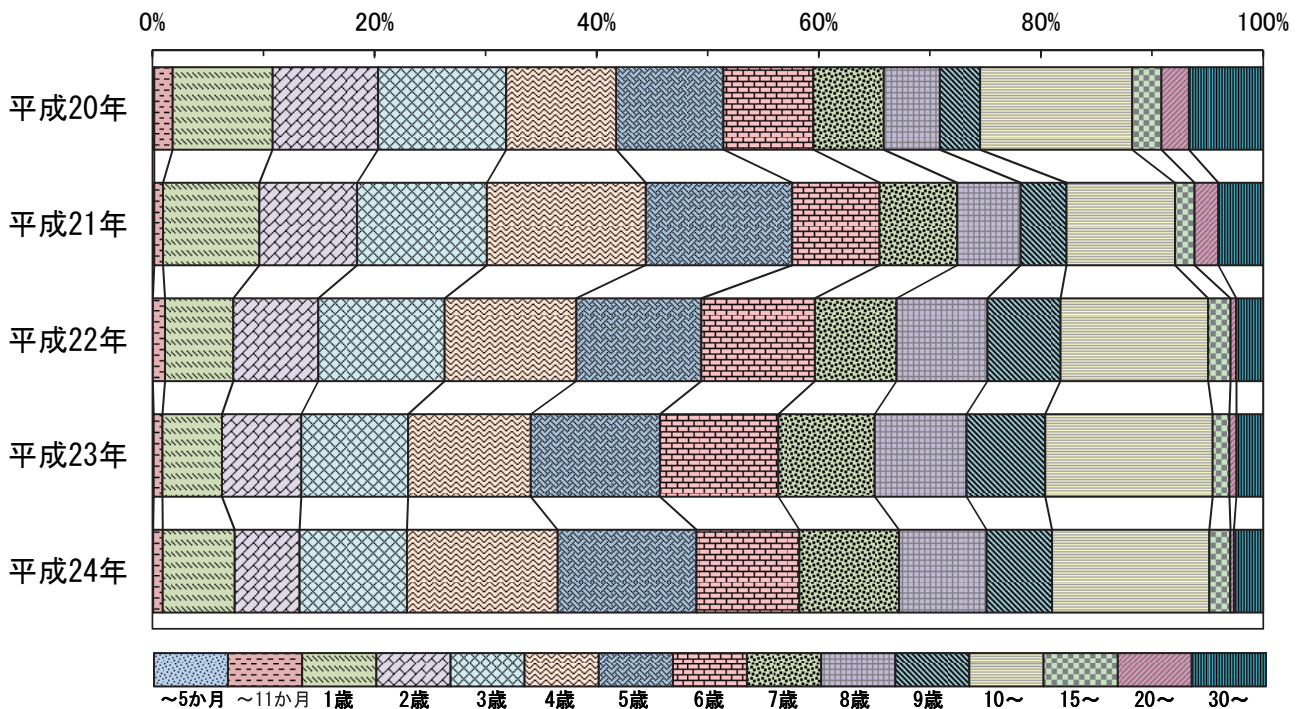 0% 20% 40% 60% 80% 100%
平成20年
平成21年
平成22年
平成23年
平成24年
～5か月 ～11か月 1歳 2歳 3歳 4歳 5歳 6歳 7歳 8歳 9歳 10～ 15～ 20～ 30～